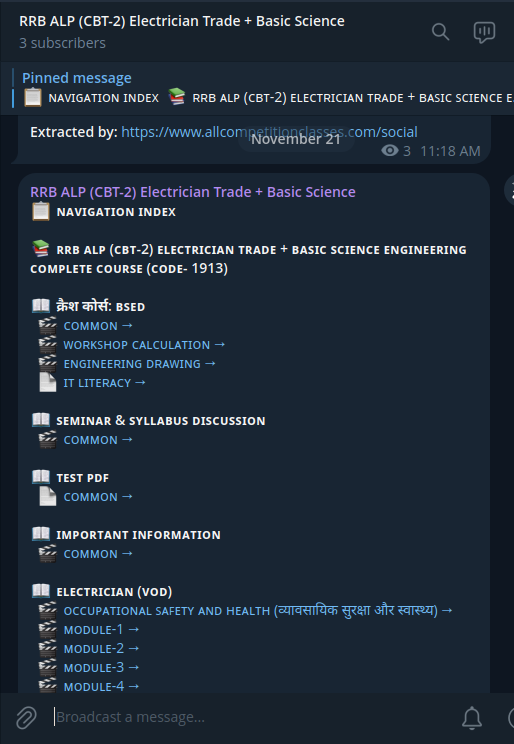 RRB ALP (CBT-2) Electrician Trade + Basic Science
3 subscribers
Pinned message
📋 NAVIGATION INDEX 📚 RRB ALP (CBT-2) ELECTRICIAN TRADE + BASIC SCIENCE E
Extracted by: https://www.allcompetitionclasses.com/social
November 21
3 11:18 AM
RRB ALP (CBT-2) Electrician Trade + Basic Science
📋 NAVIGATION INDEX
📚 RRB ALP (CBT-2) ELECTRICIAN TRADE + BASIC SCIENCE ENGINEERING
COMPLETE COURSE (CODE- 1913)
📖 क्रैश कोर्स: BSED
🎬 COMMON →
🎬 WORKSHOP CALCULATION →
🎬 ENGINEERING DRAWING →
📄 IT LITERACY →
📖 SEMINAR & SYLLABUS DISCUSSION
🎬 COMMON →
📖 TEST PDF
📄 COMMON →
📖 IMPORTANT INFORMATION
🎬 COMMON →
📖 ELECTRICIAN (VOD)
🎬 OCCUPATIONAL SAFETY AND HEALTH (व्यावसायिक सुरक्षा और स्वास्थ्य) →
🎬 MODULE-1 →
🎬 MODULE-2 →
🎬 MODULE-3 →
🎬 MODULE-4 →
Broadcast a message...